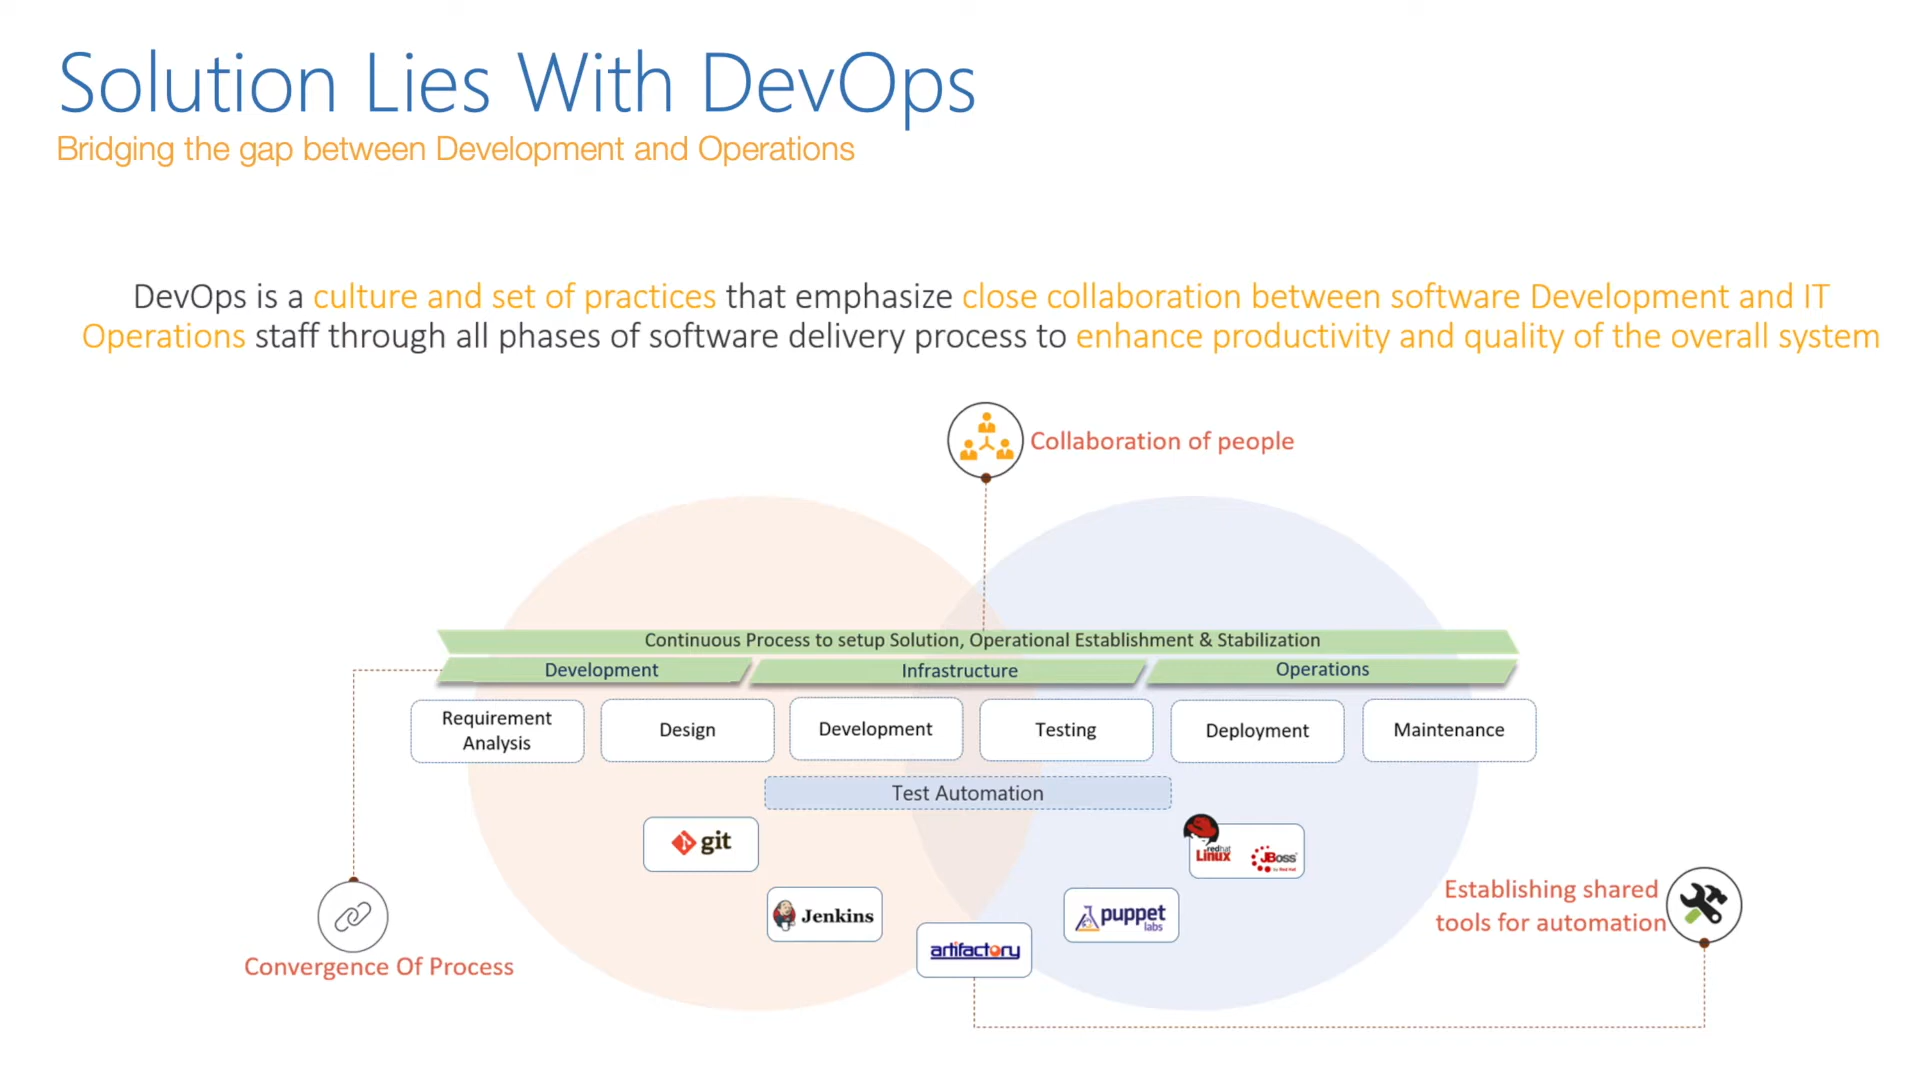 Solution Lies With DevOps
Bridging the gap between Development and Operations
DevOps is a culture and set of practices that emphasize close collaboration between software Development and IT
Operations staff through all phases of software delivery process to enhance productivity and quality of the overall system
Collaboration of people
Continuous Process to setup Solution, Operational Establishment & Stabilization
Development
Infrastructure
Operations
Requirement
Analysis
Design
Development
Testing
Deployment
Maintenance
Test Automation
git
redhat
Linux
JBoss
by Red Hat
Jenkins
puppet
labs
artifactory
Establishing shared
tools for automation
Convergence Of Process